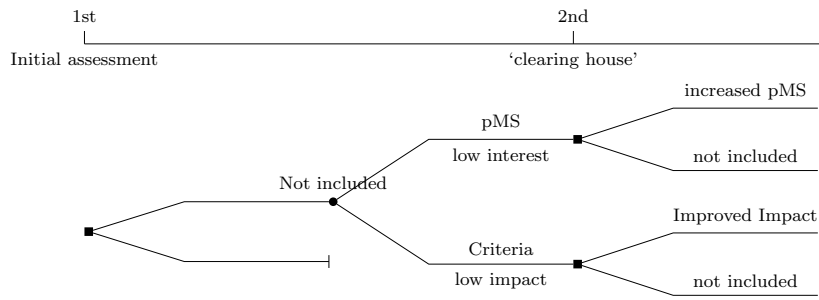 1st
2nd
Initial assessment
‘clearing house’
increased pMS
pMS
low interest
not included
Not included
Improved Impact
Criteria
low impact
not included